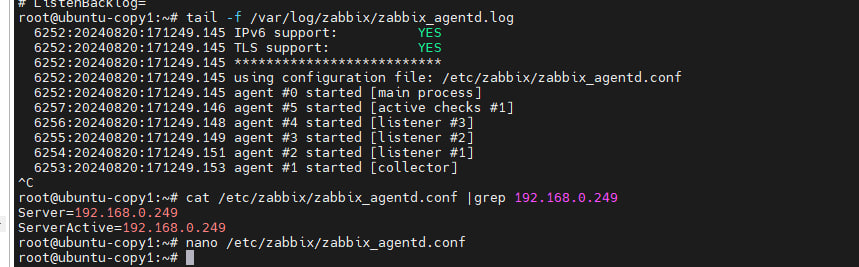 # ListenBacklog=
root@ubuntu-copy1:~# tail -f /var/log/zabbix/zabbix_agentd.log
6252:20240820:171249.145 IPv6 support:           YES
6252:20240820:171249.145 TLS support:            YES
6252:20240820:171249.145 **************************
6252:20240820:171249.145 using configuration file: /etc/zabbix/zabbix_agentd.conf
6252:20240820:171249.145 agent #0 started [main process]
6257:20240820:171249.146 agent #5 started [active checks #1]
6256:20240820:171249.148 agent #4 started [listener #3]
6255:20240820:171249.149 agent #3 started [listener #2]
6254:20240820:171249.151 agent #2 started [listener #1]
6253:20240820:171249.153 agent #1 started [collector]
^C
root@ubuntu-copy1:~# cat /etc/zabbix/zabbix_agentd.conf |grep 192.168.0.249
Server=192.168.0.249
ServerActive=192.168.0.249
root@ubuntu-copy1:~# nano /etc/zabbix/zabbix_agentd.conf
root@ubuntu-copy1:~#